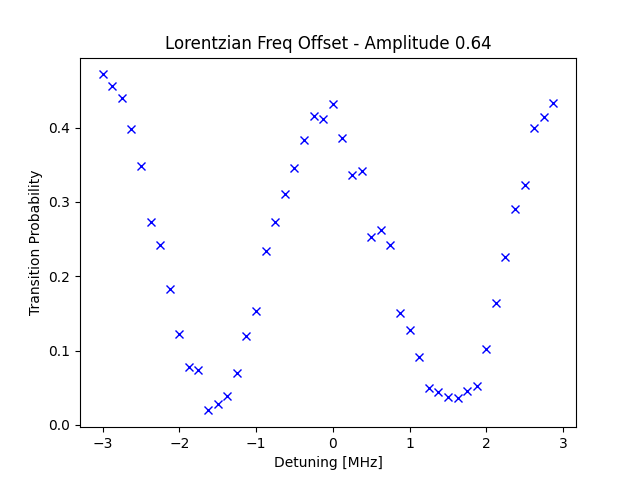 Lorentzian Freq Offset - Amplitude 0.64
Transition Probability
0.4
0.3
0.2
0.1
0.0
−3 −2 −1 0 1 2 3
Detuning [MHz]